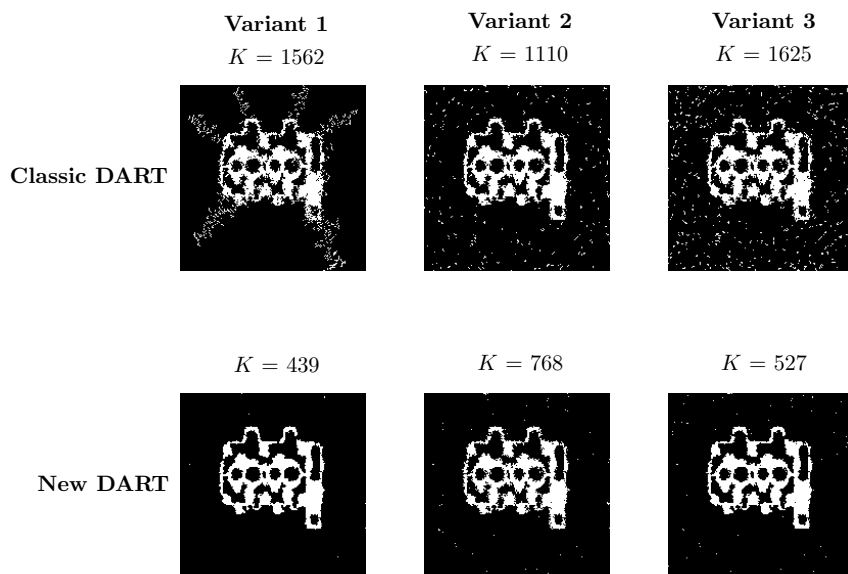 Variant 1 Variant 2 Variant 3
K = 1562 K = 1110 K = 1625
Classic DART
K = 439 K = 768 K = 527
New DART